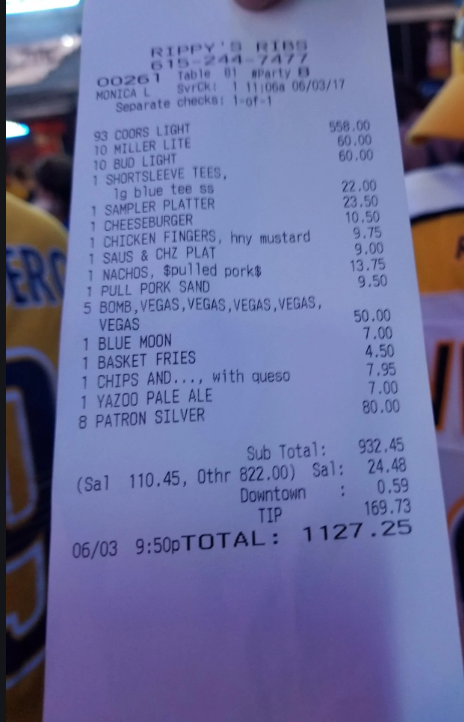 RIPPY'S RIBS
615-244-7477
00261 Table 81 #Party 8
MONICA L SvrCk: 1 11:06a 06/03/17
Separate checks: 1-of-1
93 COORS LIGHT 558.00
10 MILLER LITE 60.00
10 BUD LIGHT 60.00
1 SHORTSLEEVE TEES,
lg blue tee ss 22.00
1 SAMPLER PLATTER 23.50
1 CHEESEBURGER 10.50
1 CHICKEN FINGERS, hny mustard 9.75
1 SAUS & CHZ PLAT 9.00
1 NACHOS, $pulled pork$ 13.75
1 PULL PORK SAND 9.50
5 BOMB,VEGAS,VEGAS,VEGAS,VEGAS,
VEGAS 50.00
1 BLUE MOON 7.00
1 BASKET FRIES 4.50
1 CHIPS AND..., with queso 7.95
1 YAZOO PALE ALE 7.00
8 PATRON SILVER 80.00
Sub Total: 932.45
(Sal 110.45, Othr 822.00) Sal: 24.48
Downtown : 0.59
TIP 169.73
06/03 9:50pTOTAL: 1127.25